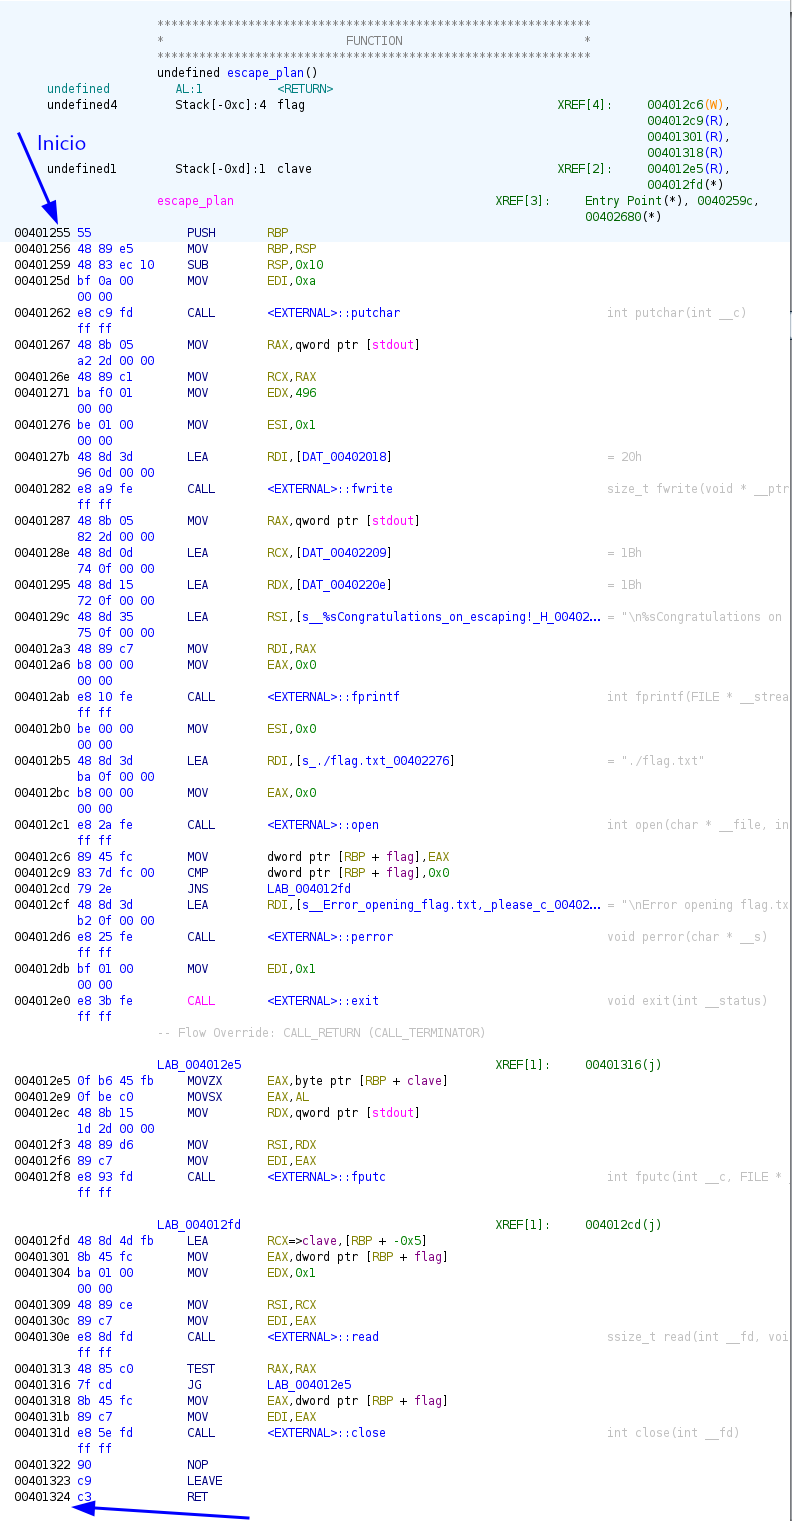 **************************************************************
* FUNCTION *
**************************************************************
undefined escape_plan()
undefined AL:1 <RETURN>
undefined4 Stack[-0xc]:4 flag XREF[4]: 004012c6(W),
004012c9(R),
Inicio 00401301(R),
00401318(R)
undefined1 Stack[-0xd]:1 clave XREF[2]: 004012e5(R),
004012fd(*)
escape_plan XREF[3]: Entry Point(*), 0040259c,
00402680(*)
00401255 55 PUSH RBP
00401256 48 89 e5 MOV RBP,RSP
00401259 48 83 ec 10 SUB RSP,0x10
0040125d bf 0a 00 MOV EDI,0xa
00 00
00401262 e8 c9 fd CALL <EXTERNAL>::putchar int putchar(int __c)
ff ff
00401267 48 8b 05 MOV RAX,qword ptr [stdout]
a2 2d 00 00
0040126e 48 89 c1 MOV RCX,RAX
00401271 ba f0 01 MOV EDX,496
00 00
00401276 be 01 00 MOV ESI,0x1
00 00
0040127b 48 8d 3d LEA RDI,[DAT_00402018] = 20h
96 0d 00 00
00401282 e8 a9 fe CALL <EXTERNAL>::fwrite size_t fwrite(void * __ptr
ff ff
00401287 48 8b 05 MOV RAX,qword ptr [stdout]
82 2d 00 00
0040128e 48 8d 0d LEA RCX,[DAT_00402209] = 1Bh
74 0f 00 00
00401295 48 8d 15 LEA RDX,[DAT_0040220e] = 1Bh
72 0f 00 00
0040129c 48 8d 35 LEA RSI,[s__%sCongratulations_on_escaping!_H_00402... = "\n%sCongratulations on
75 0f 00 00
004012a3 48 89 c7 MOV RDI,RAX
004012a6 b8 00 00 MOV EAX,0x0
00 00
004012ab e8 10 fe CALL <EXTERNAL>::fprintf int fprintf(FILE * __strea
ff ff
004012b0 be 00 00 MOV ESI,0x0
00 00
004012b5 48 8d 3d LEA RDI,[s_./flag.txt_00402276] = "./flag.txt"
ba 0f 00 00
004012bc b8 00 00 MOV EAX,0x0
00 00
004012c1 e8 2a fe CALL <EXTERNAL>::open int open(char * __file, in
ff ff
004012c6 89 45 fc MOV dword ptr [RBP + flag],EAX
004012c9 83 7d fc 00 CMP dword ptr [RBP + flag],0x0
004012cd 79 2e JNS LAB_004012fd
004012cf 48 8d 3d LEA RDI,[s__Error_opening_flag.txt,_please_c_00402... = "\nError opening flag.tx
b2 0f 00 00
004012d6 e8 25 fe CALL <EXTERNAL>::perror void perror(char * __s)
ff ff
004012db bf 01 00 MOV EDI,0x1
00 00
004012e0 e8 3b fe CALL <EXTERNAL>::exit void exit(int __status)
ff ff
-- Flow Override: CALL_RETURN (CALL_TERMINATOR)
LAB_004012e5 XREF[1]: 00401316(j)
004012e5 0f b6 45 fb MOVZX EAX,byte ptr [RBP + clave]
004012e9 0f be c0 MOVSX EAX,AL
004012ec 48 8b 15 MOV RDX,qword ptr [stdout]
1d 2d 00 00
004012f3 48 89 d6 MOV RSI,RDX
004012f6 89 c7 MOV EDI,EAX
004012f8 e8 93 fd CALL <EXTERNAL>::fputc int fputc(int __c, FILE * _
ff ff
LAB_004012fd XREF[1]: 004012cd(j)
004012fd 48 8d 4d fb LEA RCX=>clave,[RBP + -0x5]
00401301 8b 45 fc MOV EAX,dword ptr [RBP + flag]
00401304 ba 01 00 MOV EDX,0x1
00 00
00401309 48 89 ce MOV RSI,RCX
0040130c 89 c7 MOV EDI,EAX
0040130e e8 8d fd CALL <EXTERNAL>::read ssize_t read(int __fd, voi
ff ff
00401313 48 85 c0 TEST RAX,RAX
00401316 7f cd JG LAB_004012e5
00401318 8b 45 fc MOV EAX,dword ptr [RBP + flag]
0040131b 89 c7 MOV EDI,EAX
0040131d e8 5e fd CALL <EXTERNAL>::close int close(int __fd)
ff ff
00401322 90 NOP
00401323 c9 LEAVE
00401324 c3 RET